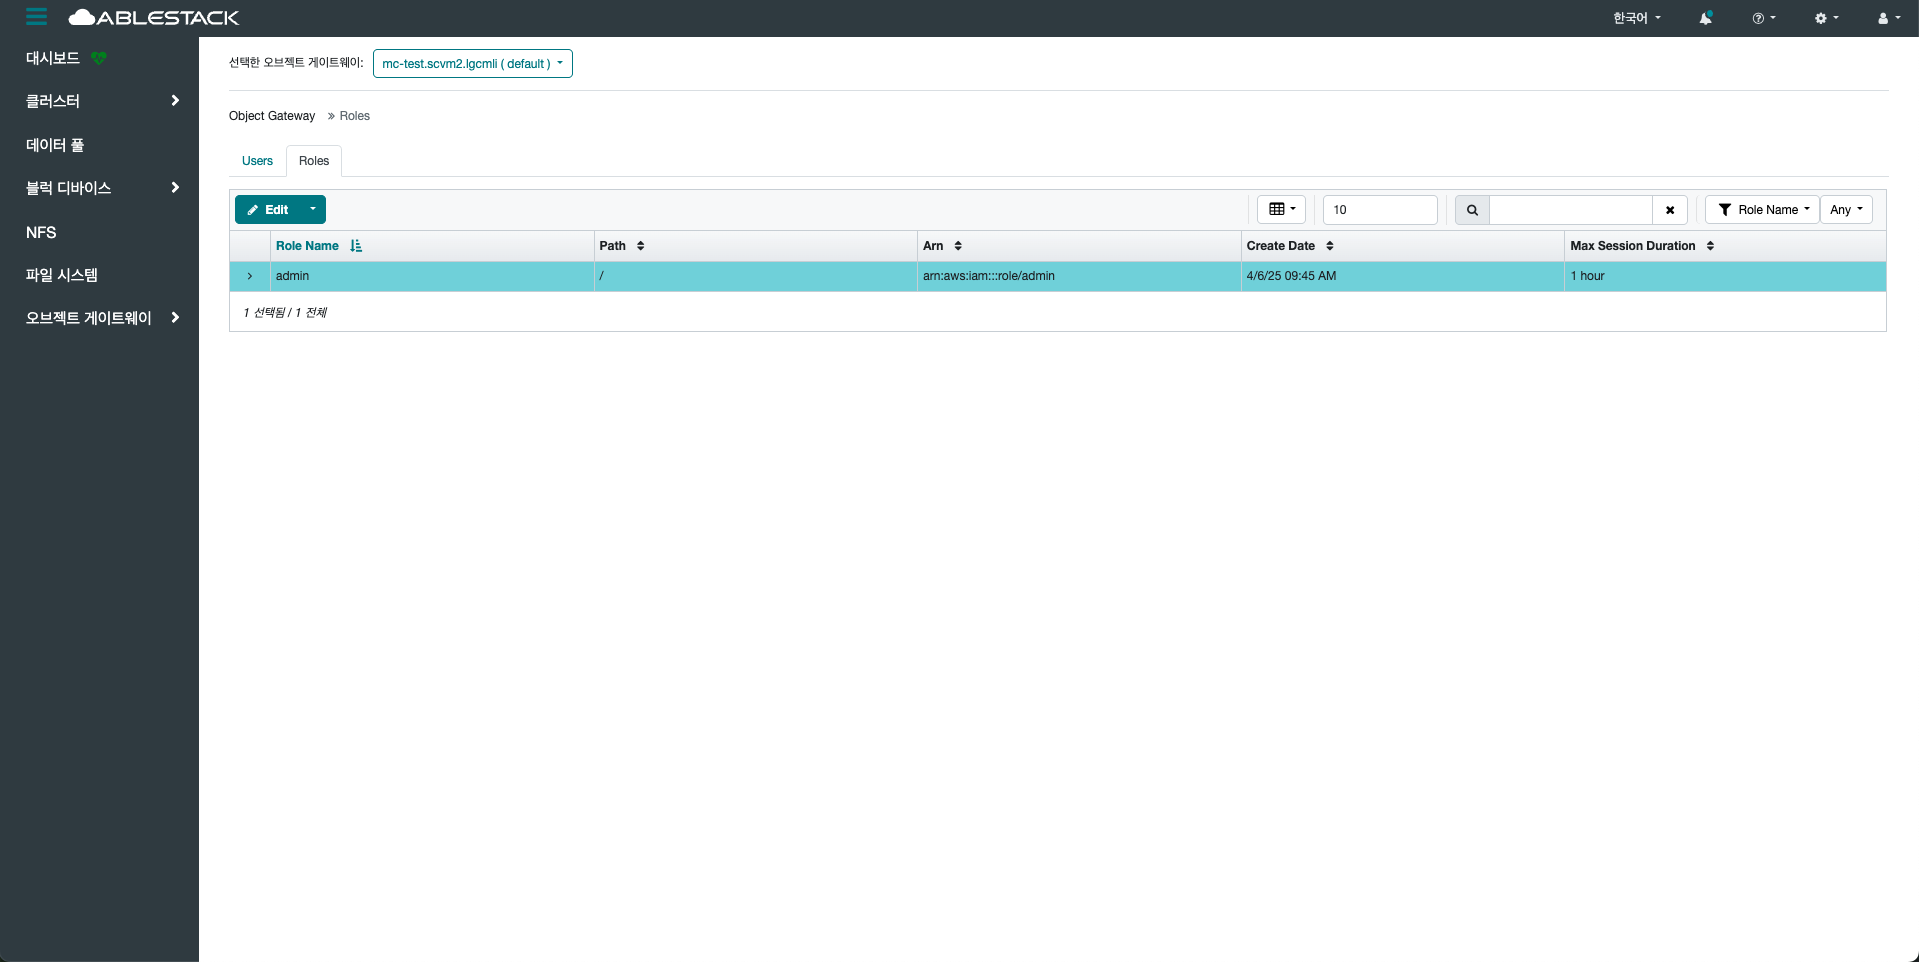 ABLESTACK
한국어
대시보드
클러스터
데이터 풀
블럭 디바이스
NFS
파일 시스템
오브젝트 게이트웨이
선택한 오브젝트 게이트웨이: mc-test.scvm2.lgcmli ( default )
Object Gateway » Roles
Users Roles
Edit 10 Role Name Any
Role Name Path Arn Create Date Max Session Duration
admin / arn:aws:iam:::role/admin 4/6/25 09:45 AM 1 hour
1 선택됨 / 1 전체